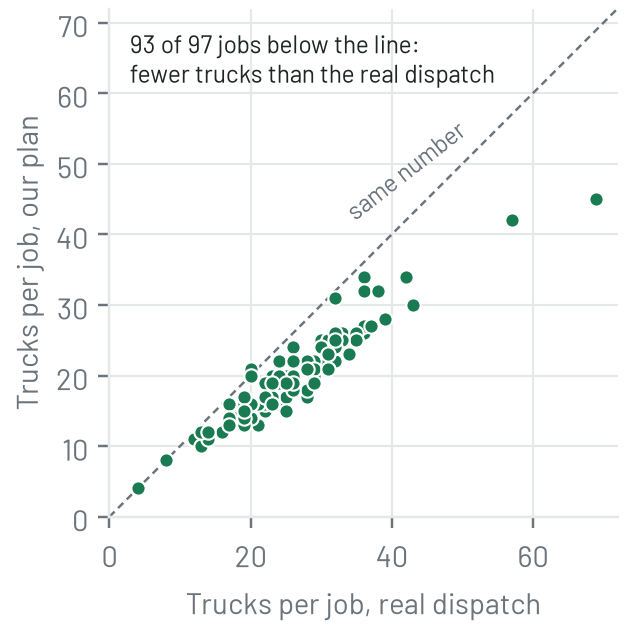 93 of 97 jobs below the line:
fewer trucks than the real dispatch
same number
Trucks per job, our plan
70
60
50
40
30
20
10
0
0 20 40 60
Trucks per job, real dispatch